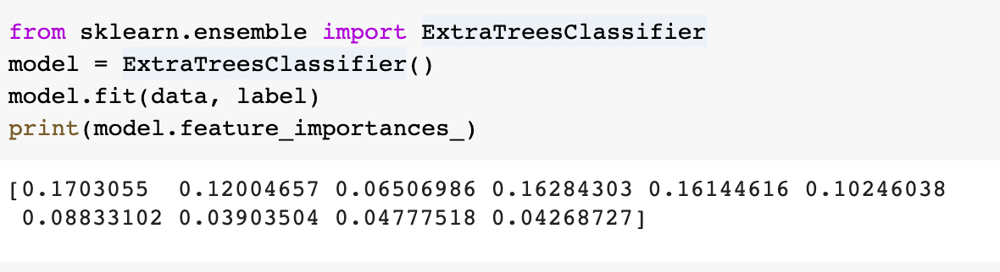 from sklearn.ensemble import ExtraTreesClassifier
model = ExtraTreesClassifier()
model.fit(data, label)
print(model.feature_importances_)
[0.1703055  0.12004657 0.06506986 0.16284303 0.16144616 0.10246038
 0.08833102 0.03903504 0.04777518 0.04268727]